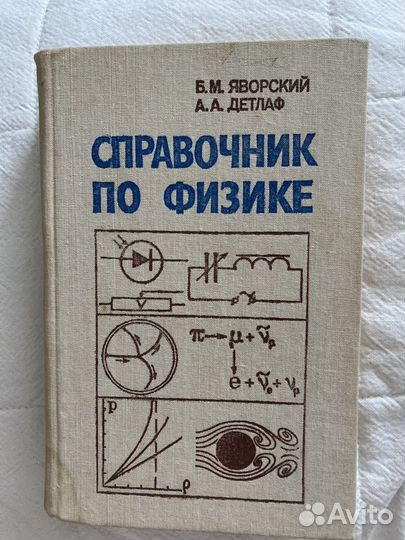 Б.М. ЯВОРСКИЙ
А.А. ДЕТЛАФ
СПРАВОЧНИК
ПО ФИЗИКЕ
π→μ+ν̃μ
↓
e+ν̃e+νμ
p
ρ
Avito